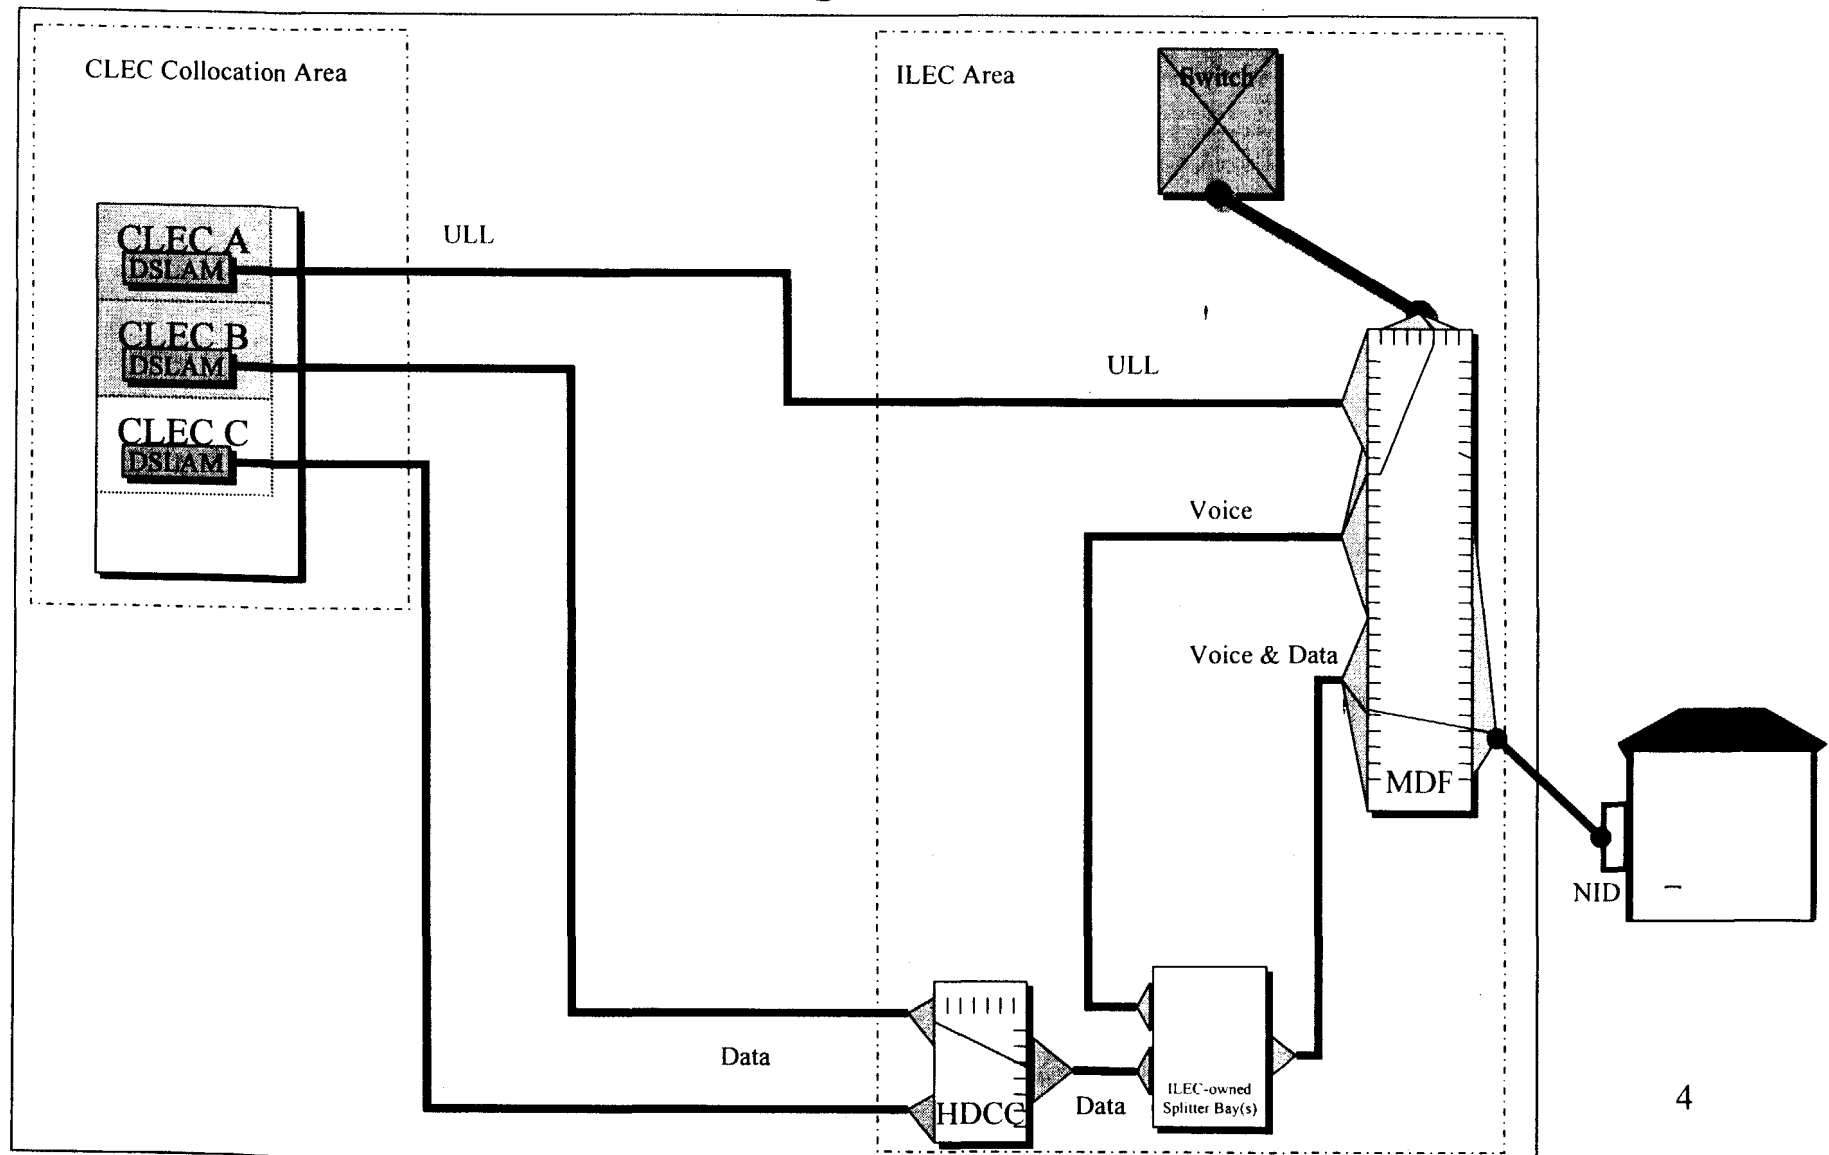 CLEC Collocation Area
ILEC Area
Switch
CLEC A
DSLAM
ULL
CLEC B
DSLAM
ULL
CLEC C
DSLAM
Voice
Voice & Data
MDF
NID
Data
HDCC
Data
ILEC-owned
Splitter Bay(s)
4